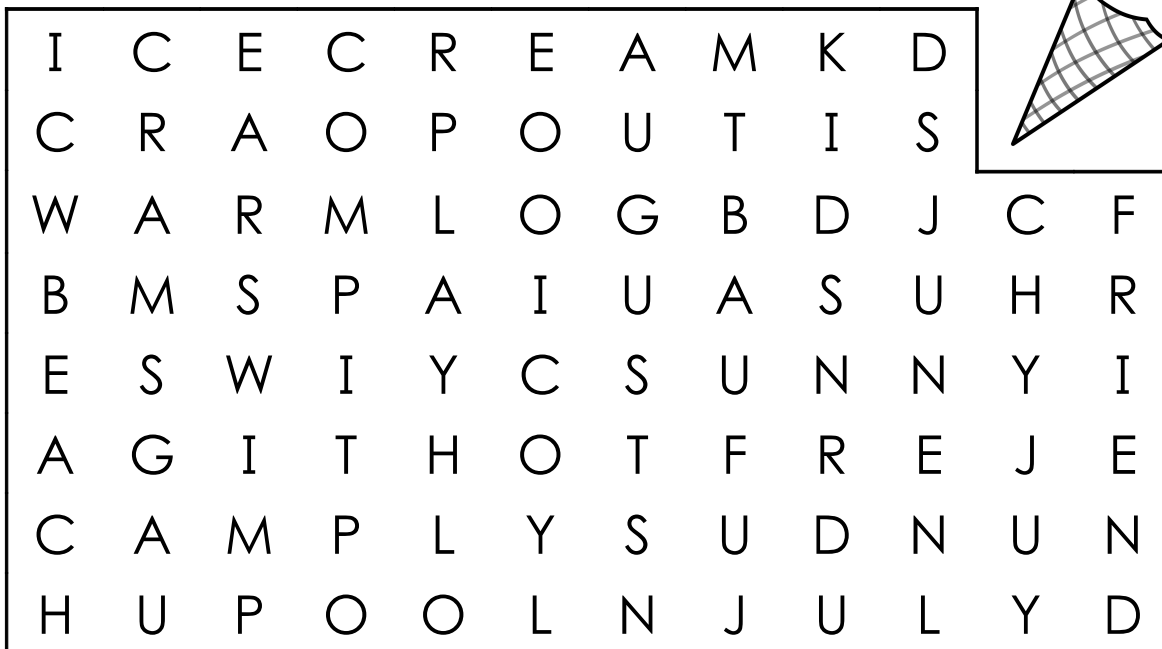 I C E C R E A M K D
C R A O P O U T I S
W A R M L O G B D J C F
B M S P A I U A S U H R
E S W I Y C S U N N Y I
A G I T H O T F R E J E
C A M P L Y S U D N U N
H U P O O L N J U L Y D